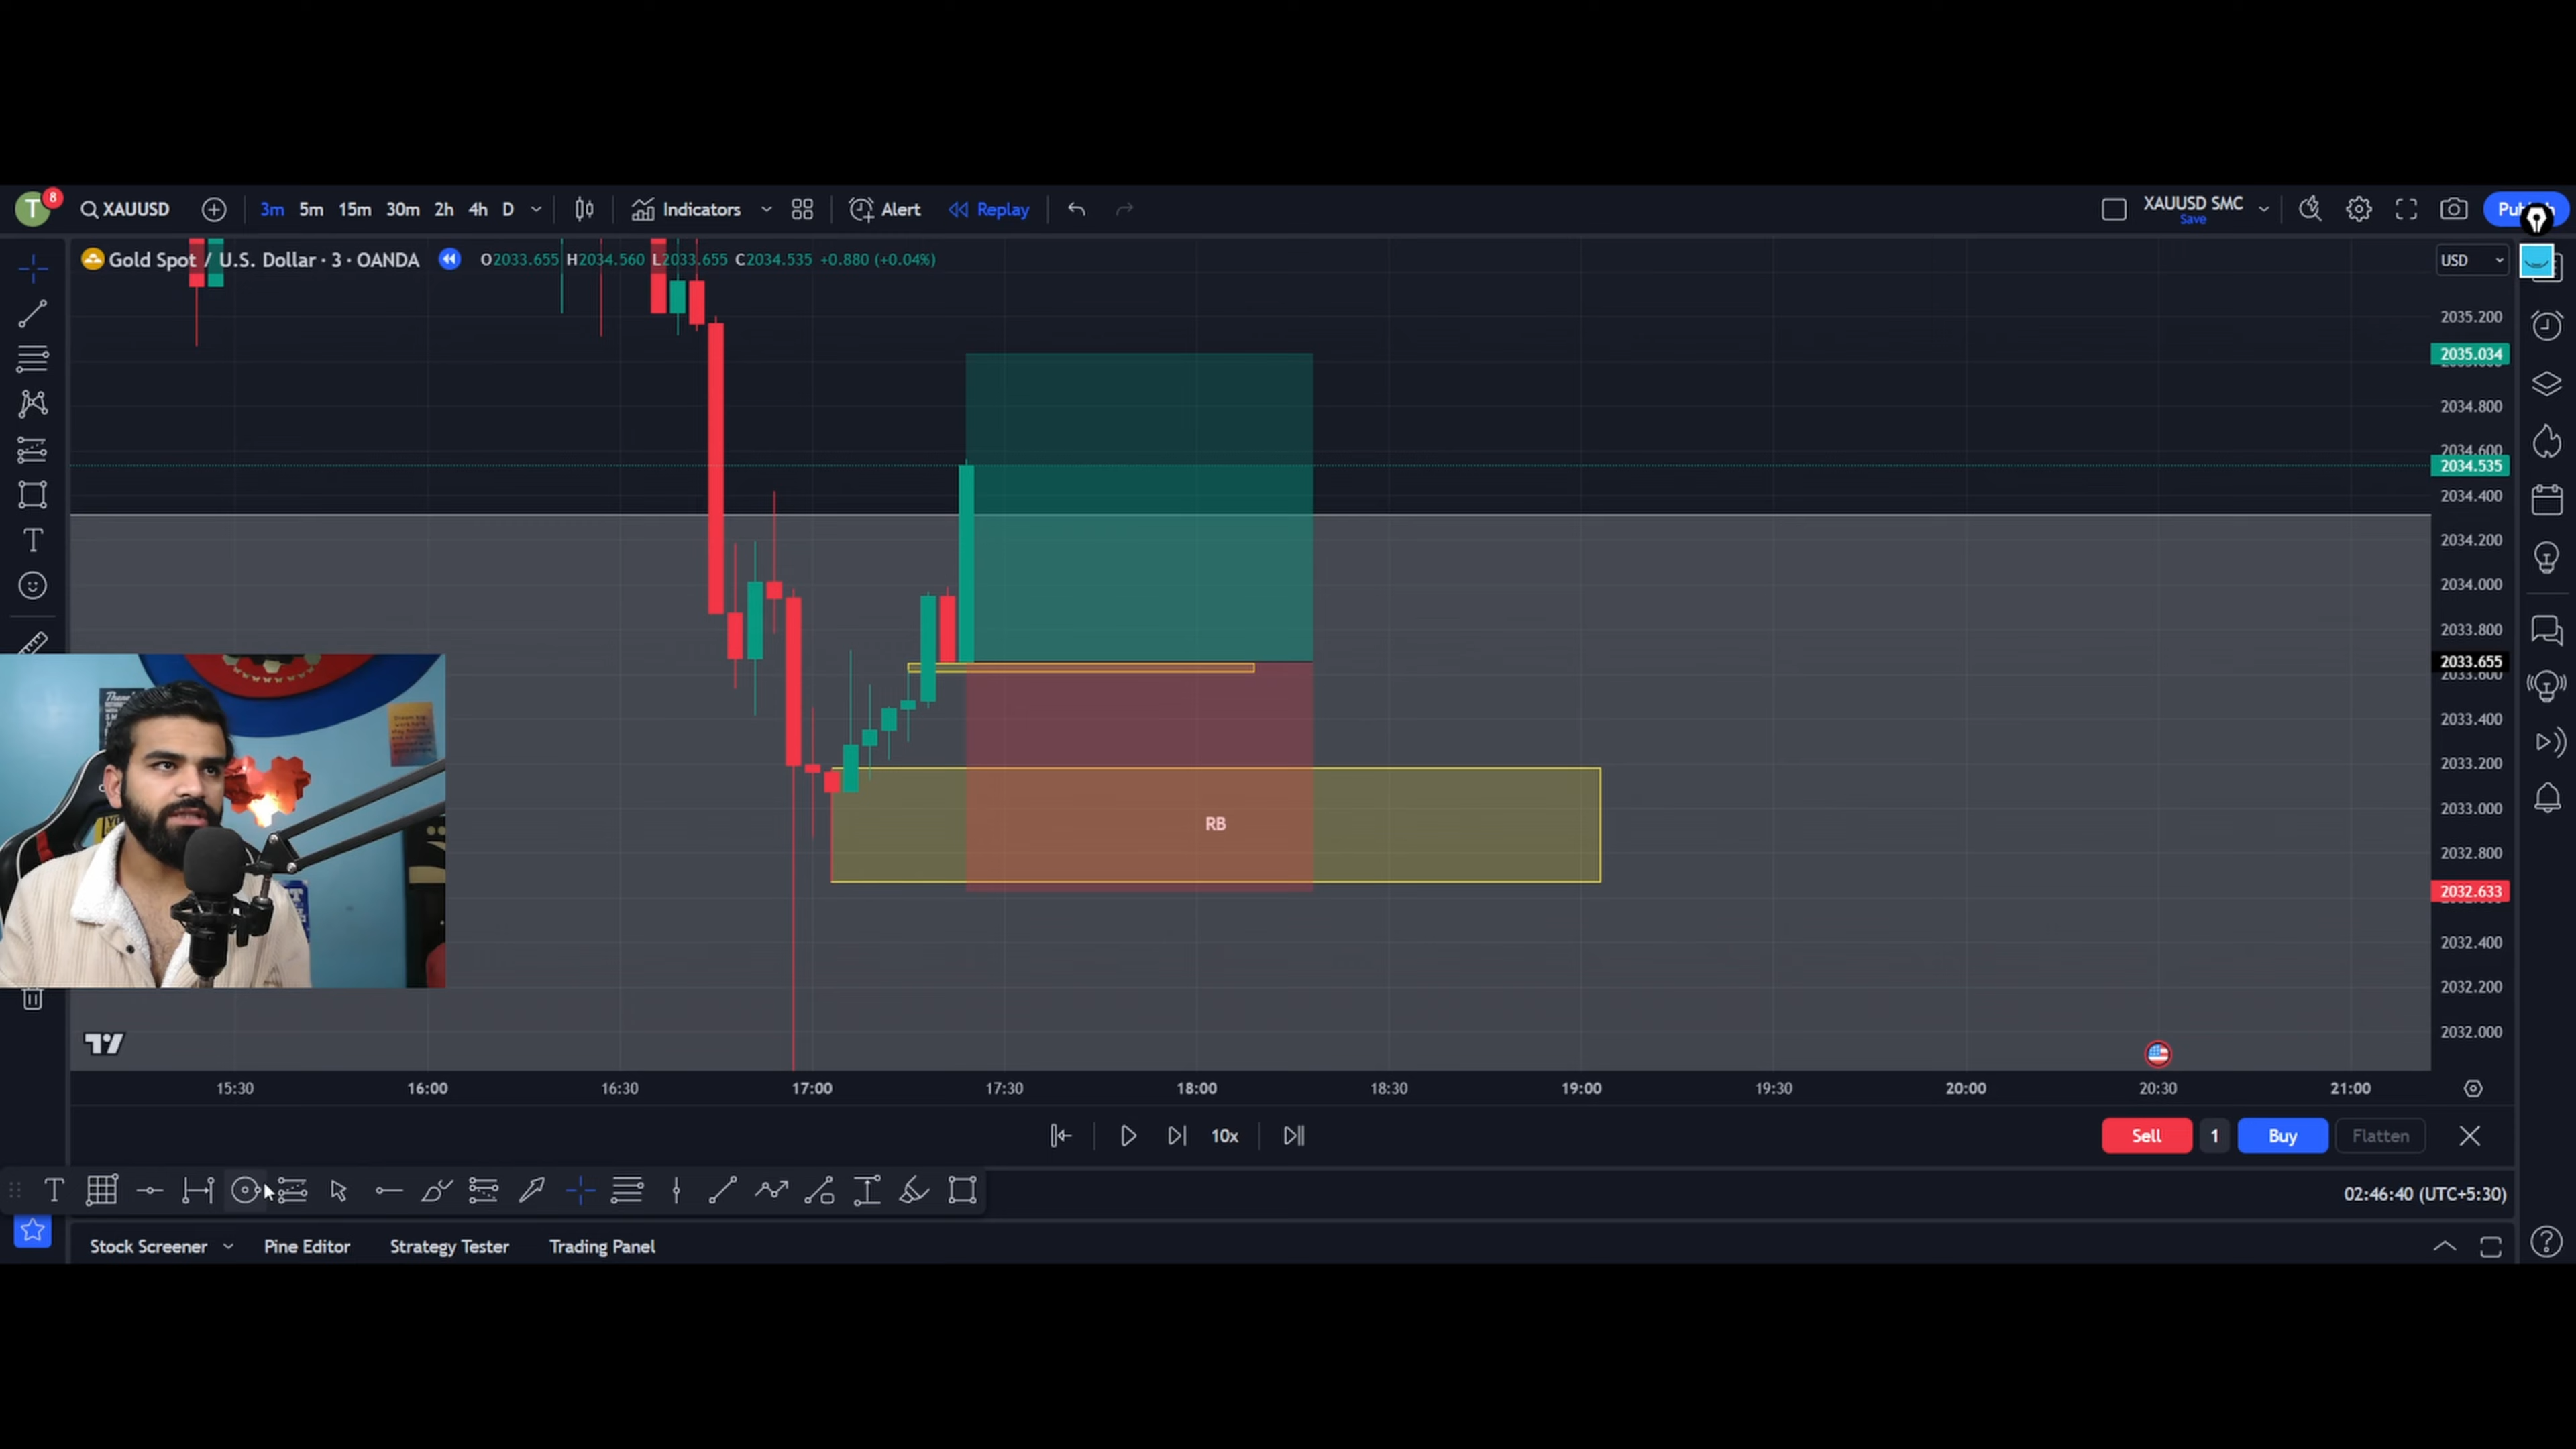 T 8 XAUUSD 3m 5m 15m 30m 2h 4h D Indicators Alert Replay XAUUSD SMC
Save
Gold Spot / U.S. Dollar · 3 · OANDA O2033.655 H2034.560 L2033.655 C2034.535 +0.880 (+0.04%) USD
2035.200
2035.034
2034.800
2034.600
2034.535
2034.400
2034.200
2034.000
2033.800
2033.655
2033.600
2033.400
2033.200
2033.000
RB
2032.800
2032.633
2032.400
2032.200
2032.000
15:30 16:00 16:30 17:00 17:30 18:00 18:30 19:00 19:30 20:00 20:30 21:00
10x Sell 1 Buy Flatten
T 02:46:40 (UTC+5:30)
Stock Screener Pine Editor Strategy Tester Trading Panel